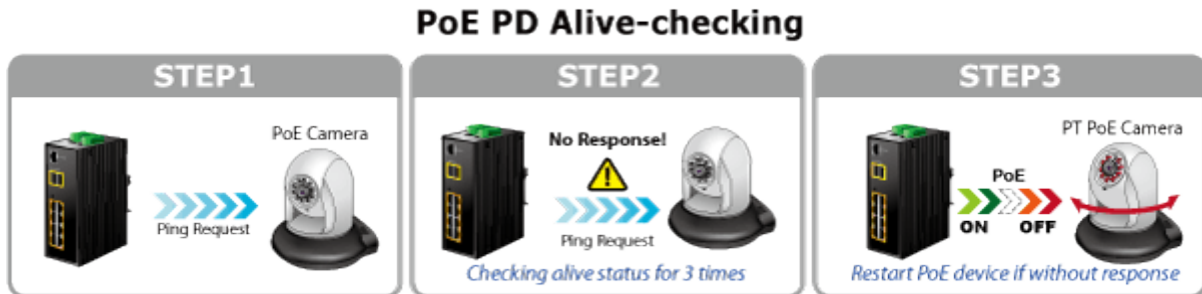 PoE PD Alive-checking
STEP1
PoE Camera
Ping Request
STEP2
No Response!
Ping Request
Checking alive status for 3 times
STEP3
PT PoE Camera
PoE
ON OFF
Restart PoE device if without response